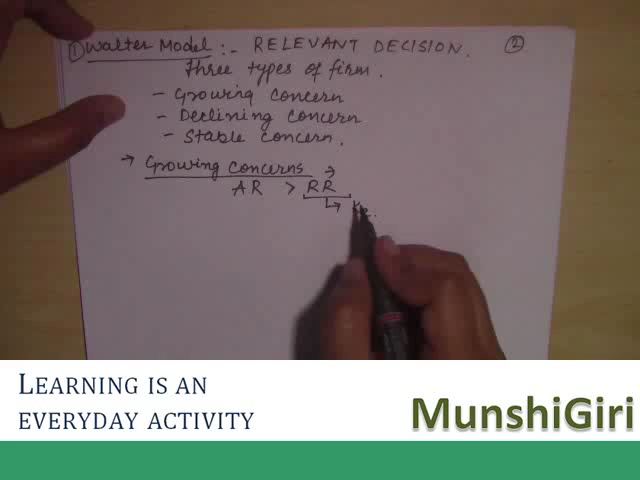 ① Walter Model :- RELEVANT DECISION. ②
Three types of firm.
- Growing Concern
- Declining Concern
- Stable Concern.
→ Growing Concerns →
AR > RR
↳ Ke.
LEARNING IS AN
EVERYDAY ACTIVITY
MunshiGiri